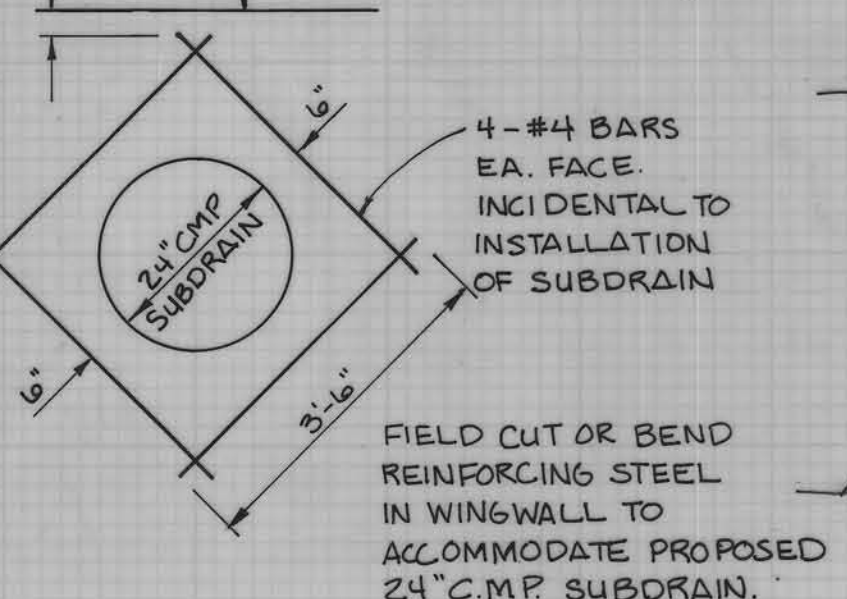 6"
4-#4 BARS
EA. FACE.
INCIDENTAL TO
INSTALLATION
OF SUBDRAIN
24" CMP
SUBDRAIN
6"
3'-6"
FIELD CUT OR BEND
REINFORCING STEEL
IN WINGWALL TO
ACCOMMODATE PROPOSED
24" C.M.P. SUBDRAIN.